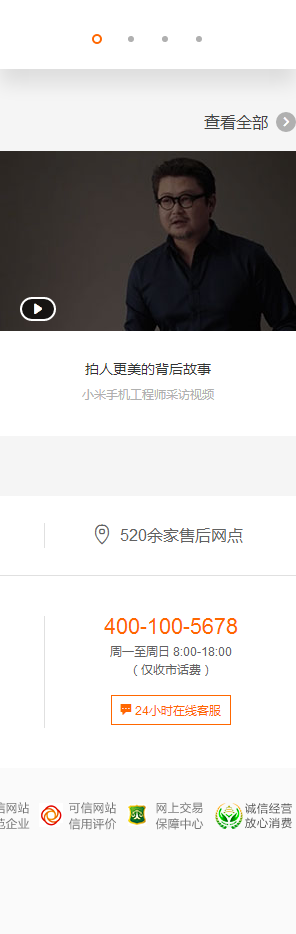 查看全部
拍人更美的背后故事
小米手机工程师采访视频
520余家售后网点
400-100-5678
周一至周日 8:00-18:00
（仅收市话费）
24小时在线客服
信网站
范企业
可信网站
信用评价
网上交易
保障中心
诚信经营
放心消费